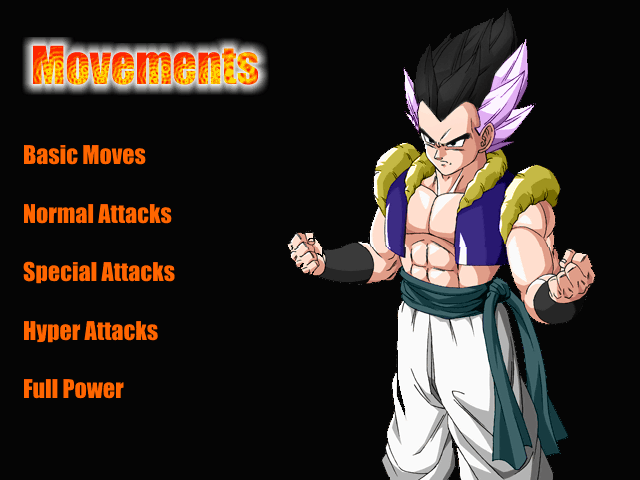 Movements
Basic Moves
Normal Attacks
Special Attacks
Hyper Attacks
Full Power